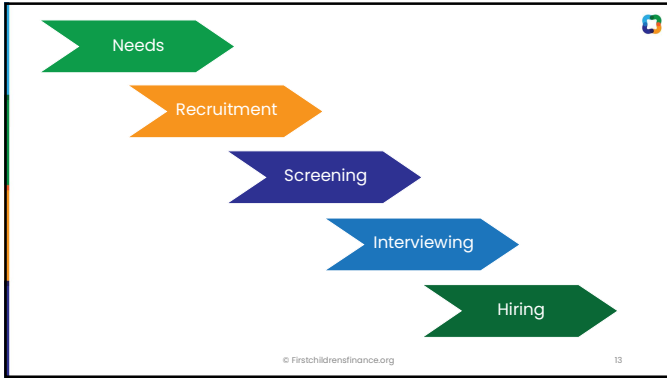 Needs
Recruitment
Screening
Interviewing
Hiring
© Firstchildrensfinance.org
13